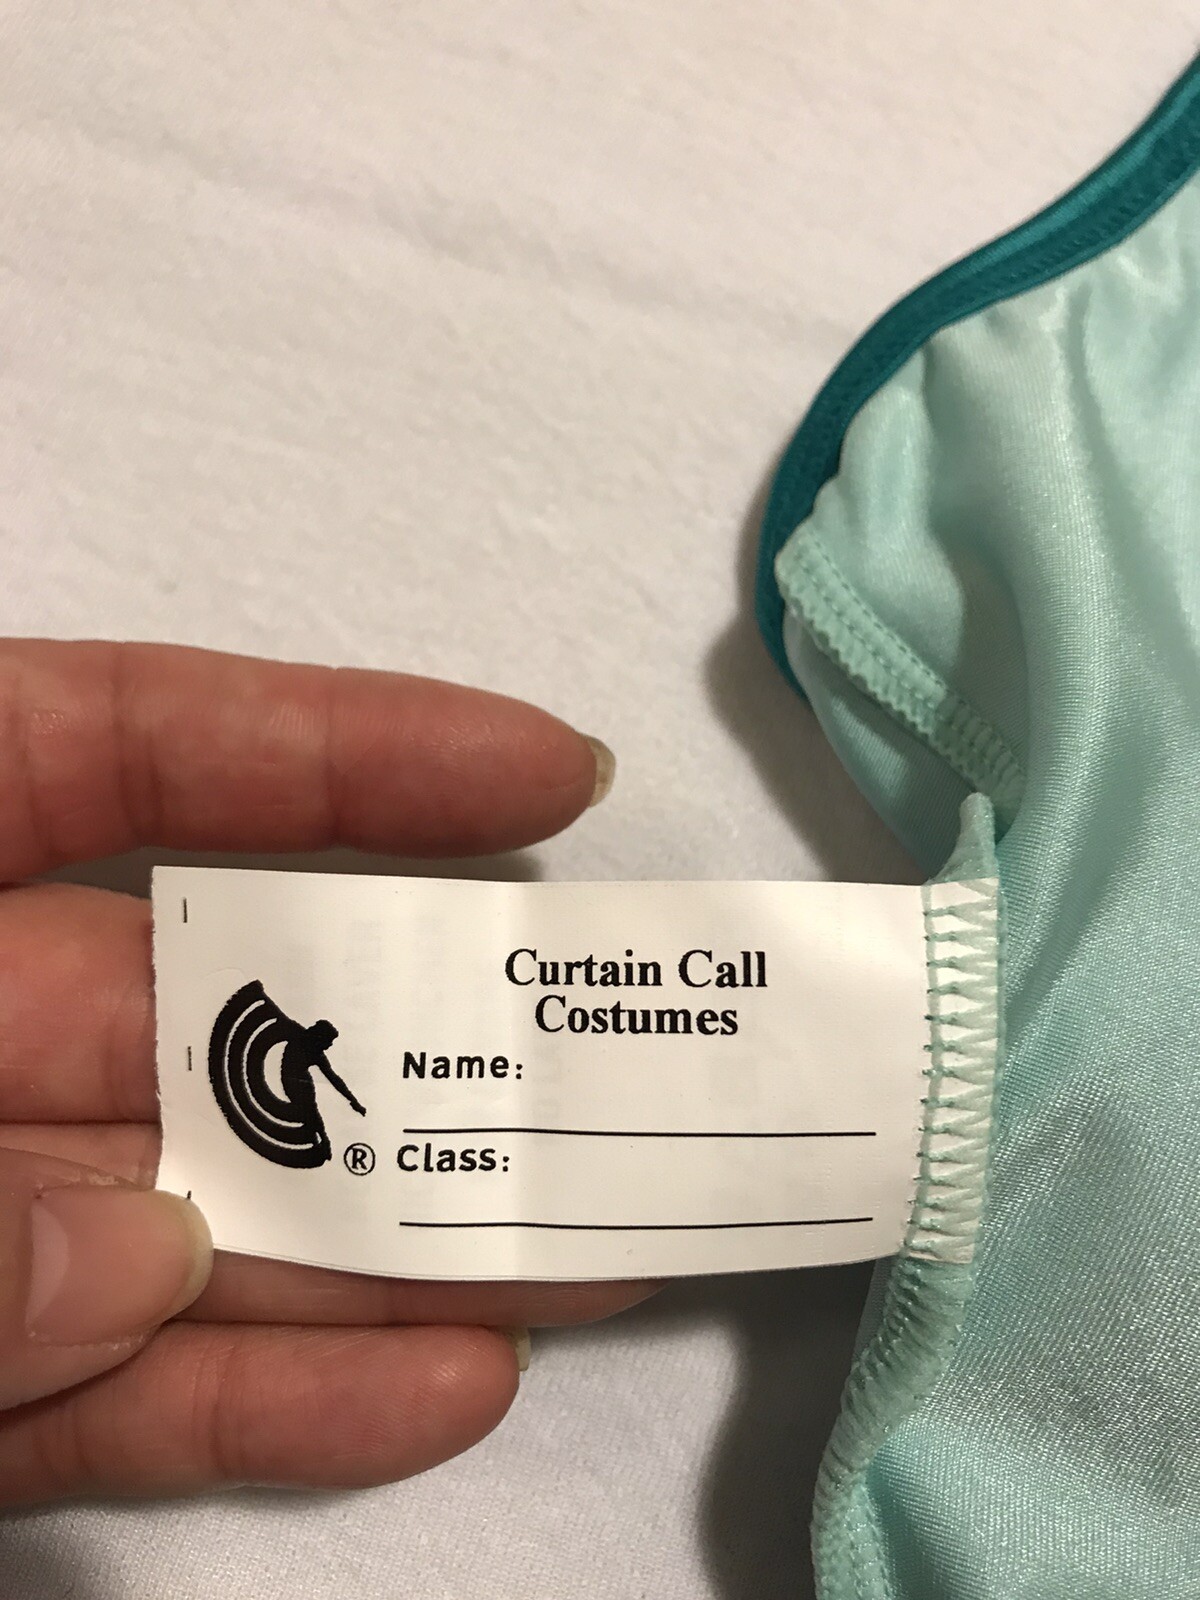 Curtain Call
Costumes
Name:
® Class: